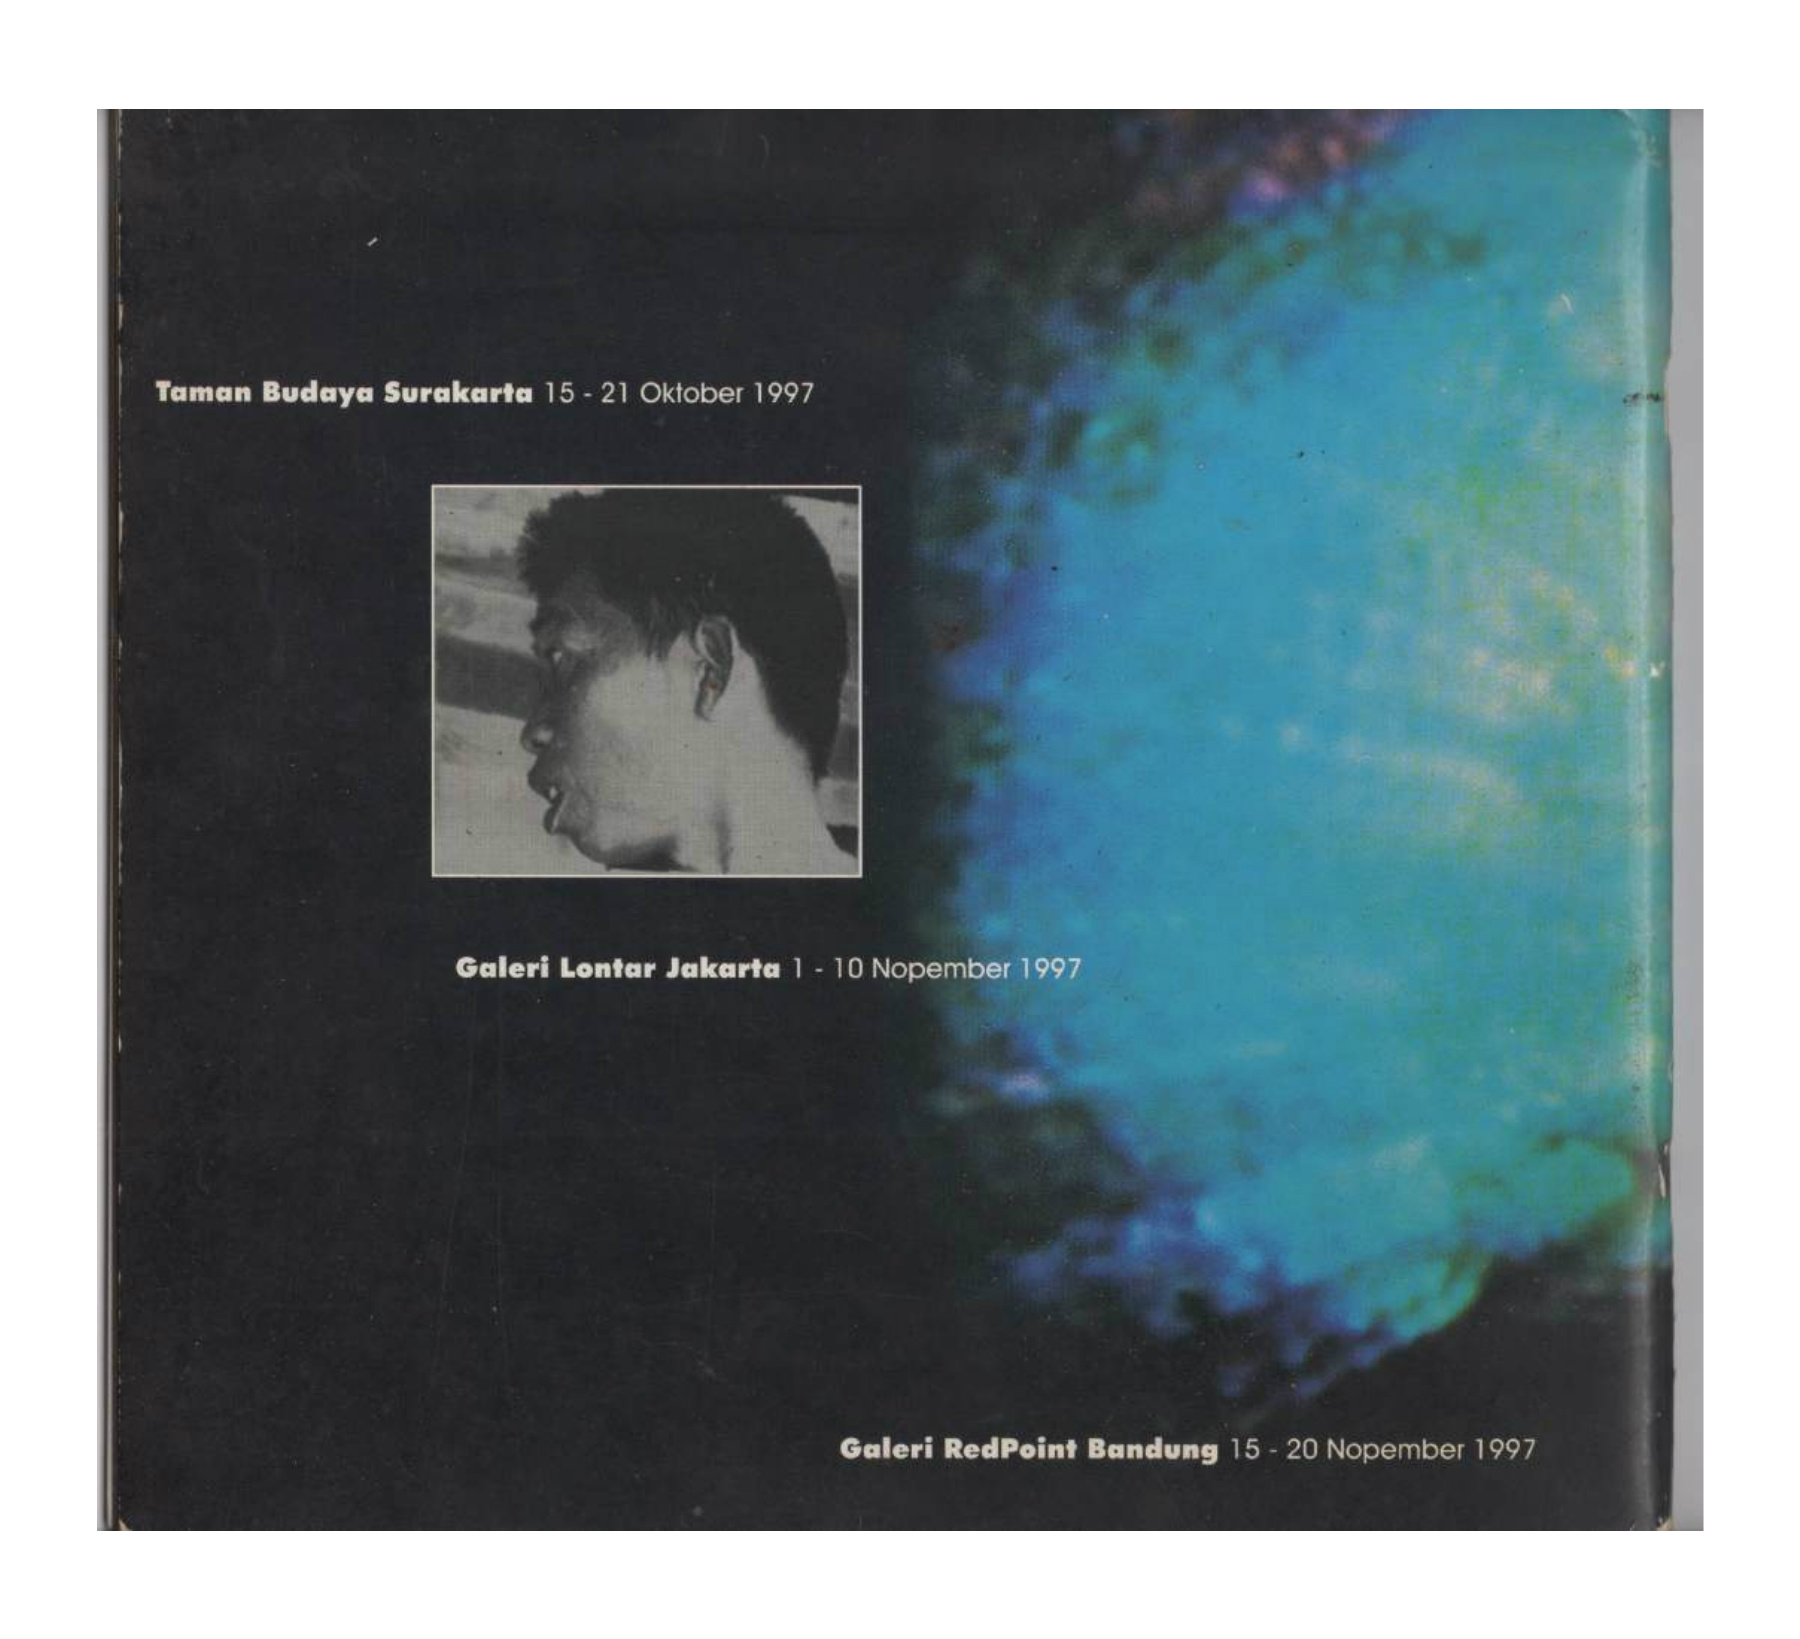 Taman Budaya Surakarta 15 - 21 Oktober 1997
Galeri Lontar Jakarta 1 - 10 Nopember 1997
Galeri RedPoint Bandung 15 - 20 Nopember 1997